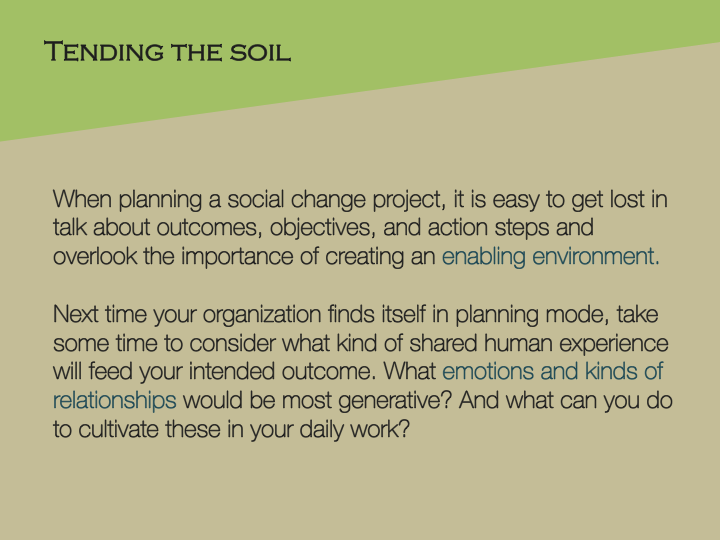 Tending the soil
When planning a social change project, it is easy to get lost in
talk about outcomes, objectives, and action steps and
overlook the importance of creating an enabling environment.
Next time your organization finds itself in planning mode, take
some time to consider what kind of shared human experience
will feed your intended outcome. What emotions and kinds of
relationships would be most generative? And what can you do
to cultivate these in your daily work?